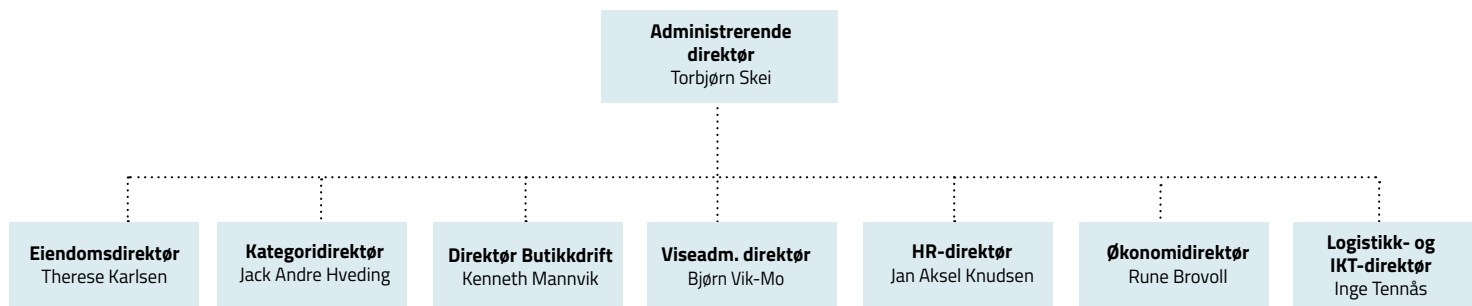 Administrerende
direktør
Torbjørn Skei
Eiendomsdirektør
Therese Karlsen
Kategoridirektør
Jack Andre Hveding
Direktør Butikkdrift
Kenneth Mannvik
Viseadm. direktør
Bjørn Vik-Mo
HR-direktør
Jan Aksel Knudsen
Økonomidirektør
Rune Brovoll
Logistikk- og
IKT-direktør
Inge Tennås